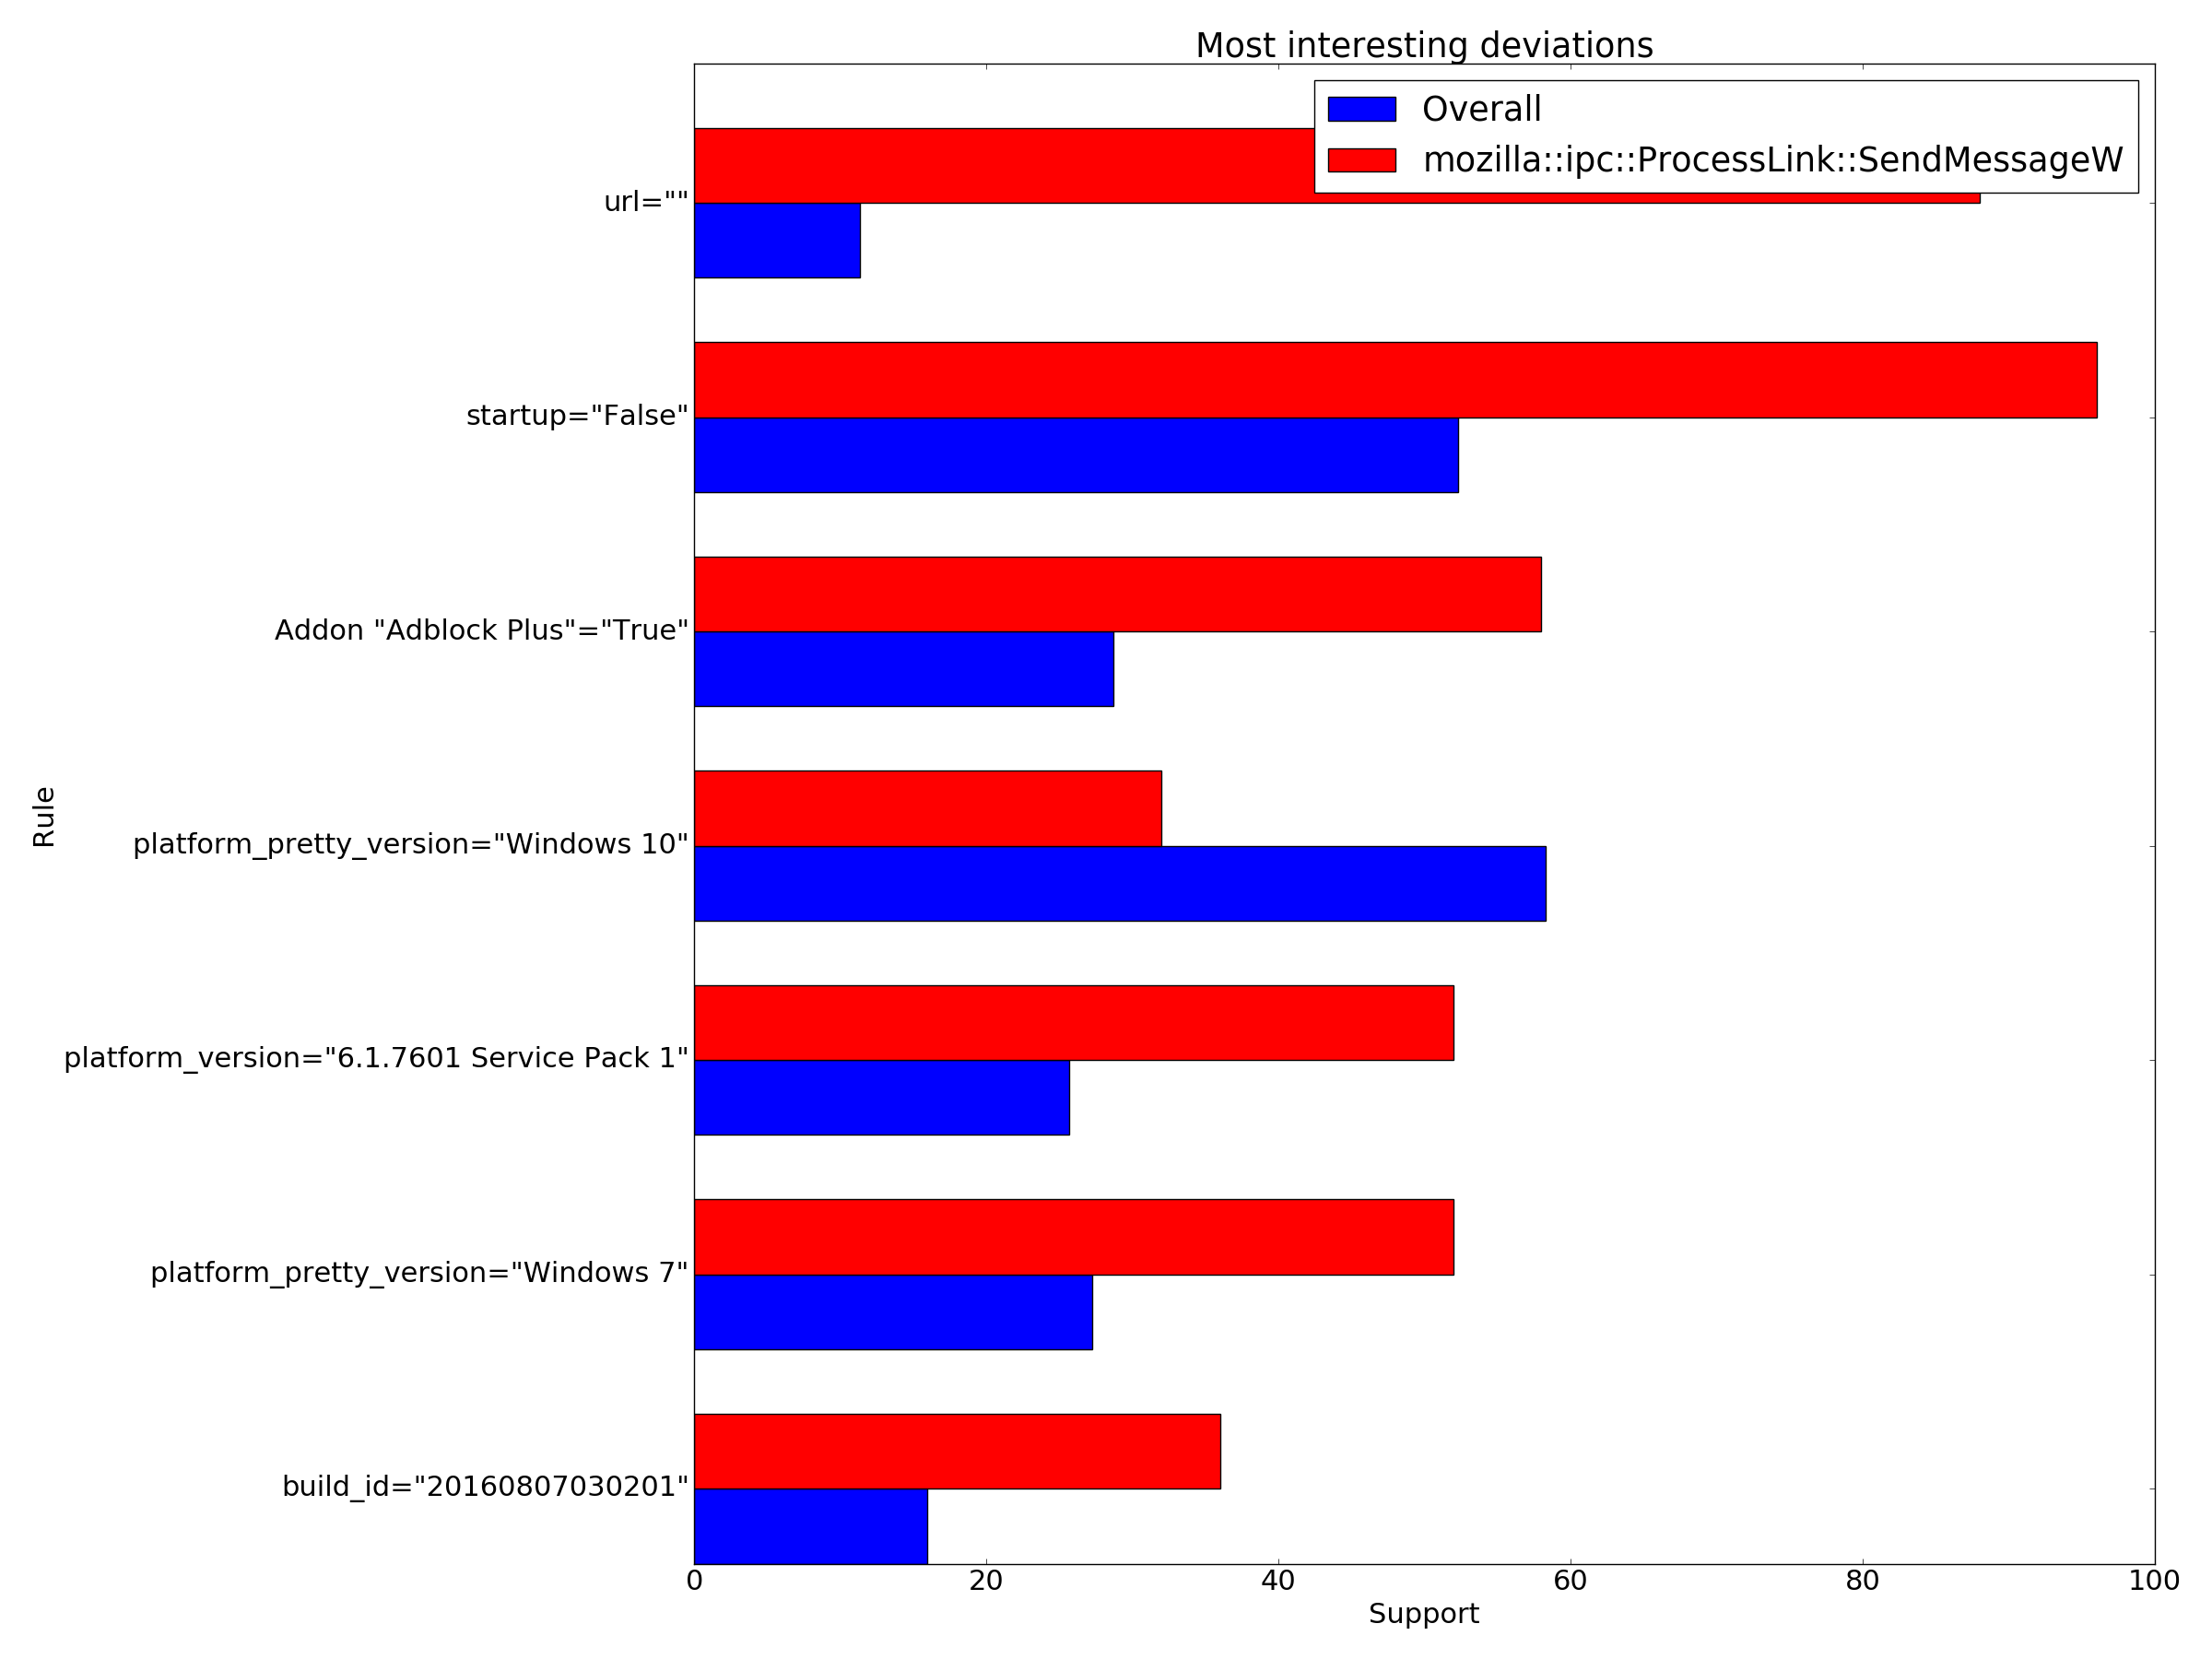 Most interesting deviations
Overall
mozilla::ipc::ProcessLink::SendMessageW
url=""
startup="False"
Addon "Adblock Plus"="True"
platform_pretty_version="Windows 10"
platform_version="6.1.7601 Service Pack 1"
platform_pretty_version="Windows 7"
build_id="20160807030201"
Rule
0 20 40 60 80 100
Support